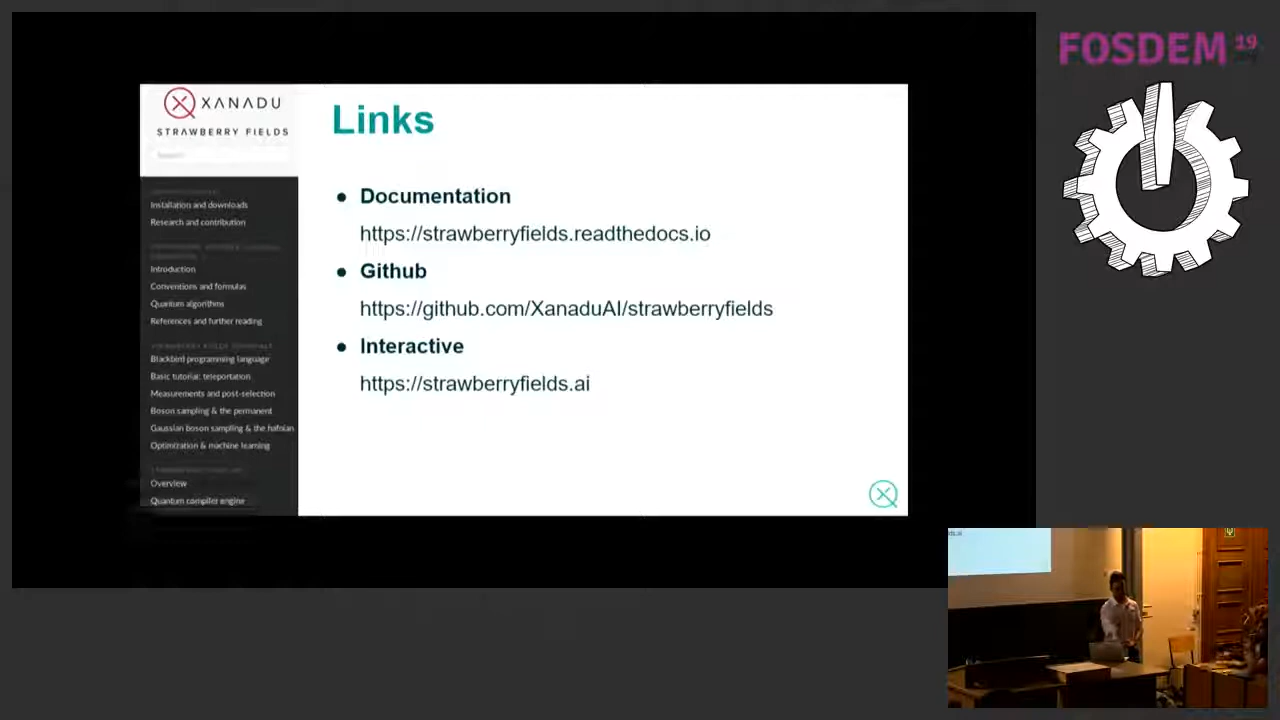 FOSDEM 19
XANADU
STRAWBERRY FIELDS
Links
Installation and downloads
Research and contribution
Introduction
Conventions and formulas
Quantum algorithms
References and further reading
Blackbird programming language
Basic tutorial: teleportation
Measurements and post-selection
Boson sampling & the permanent
Gaussian boson sampling & the hafnian
Optimization & machine learning
Overview
Quantum compiler engine
● Documentation
https://strawberryfields.readthedocs.io
● Github
https://github.com/XanaduAI/strawberryfields
● Interactive
https://strawberryfields.ai